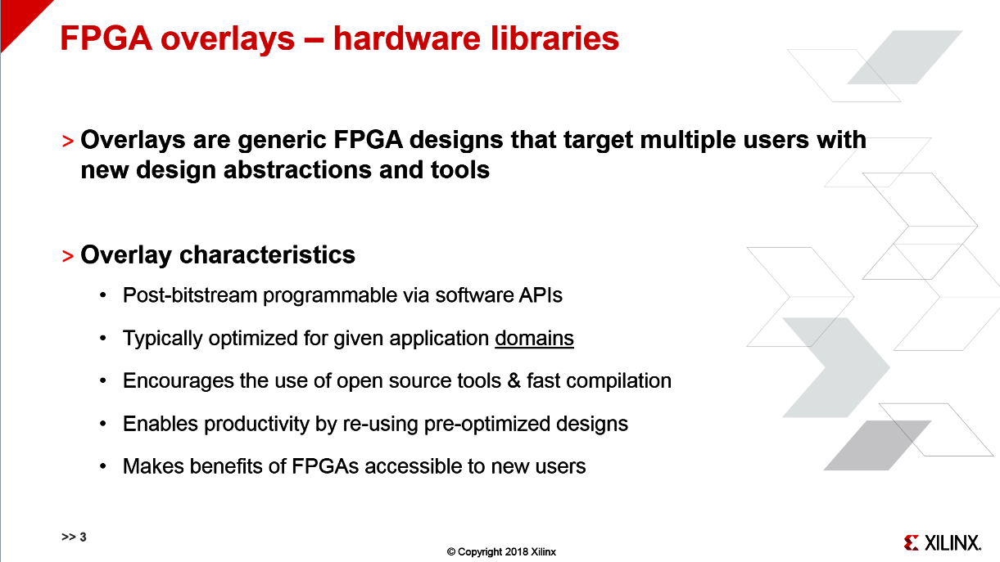 FPGA overlays – hardware libraries
> Overlays are generic FPGA designs that target multiple users with
new design abstractions and tools
> Overlay characteristics
• Post-bitstream programmable via software APIs
• Typically optimized for given application domains
• Encourages the use of open source tools & fast compilation
• Enables productivity by re-using pre-optimized designs
• Makes benefits of FPGAs accessible to new users
>> 3
© Copyright 2018 Xilinx
XILINX.